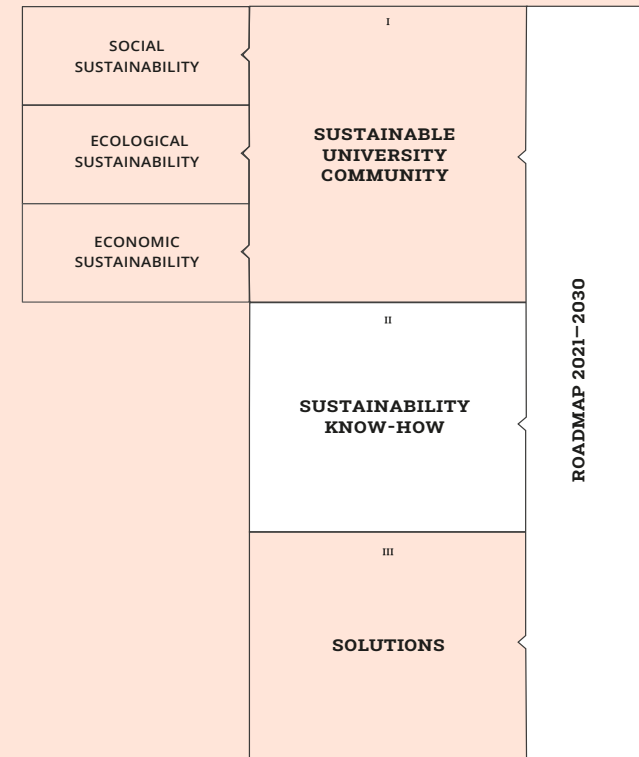 SOCIAL
SUSTAINABILITY
ECOLOGICAL
SUSTAINABILITY
ECONOMIC
SUSTAINABILITY
I
SUSTAINABLE
UNIVERSITY
COMMUNITY
II
SUSTAINABILITY
KNOW-HOW
III
SOLUTIONS
ROADMAP 2021–2030